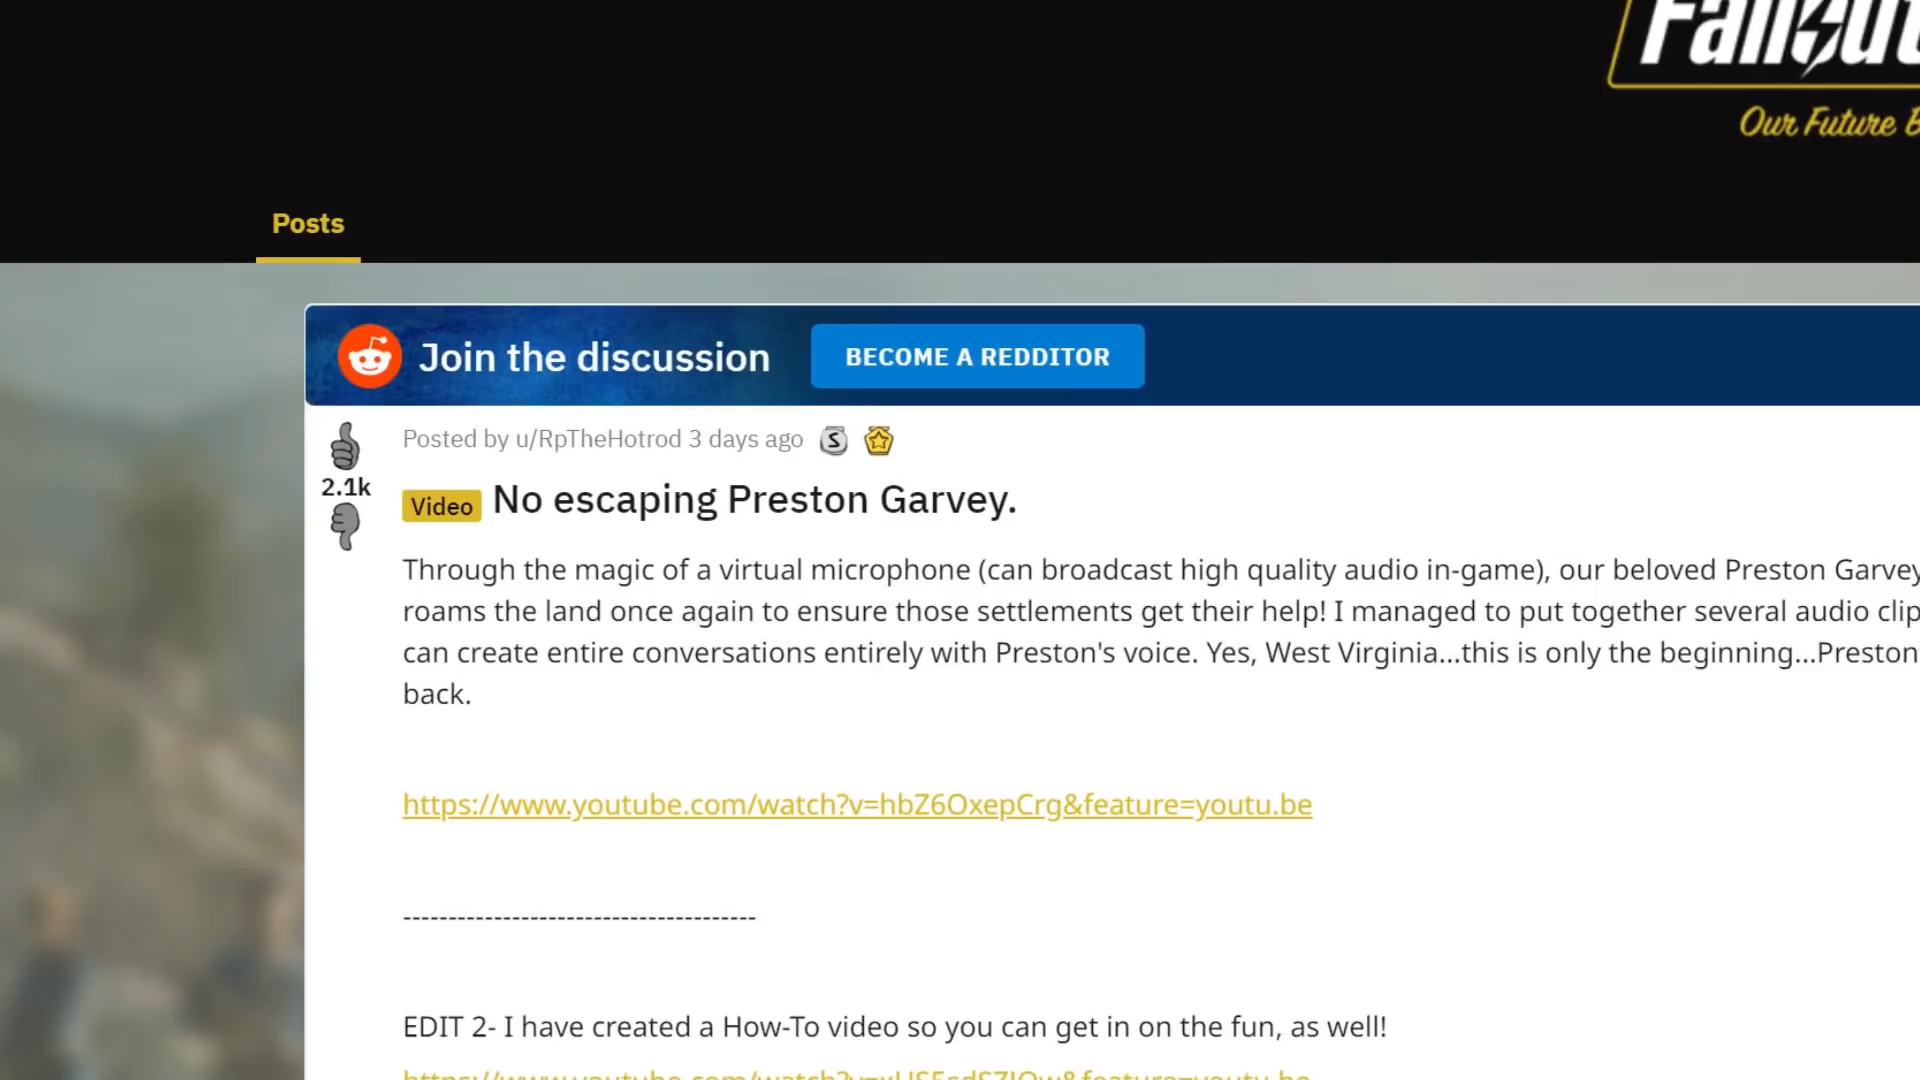 Fallout
Our Future B
Posts
Join the discussion
BECOME A REDDITOR
Posted by u/RpTheHotrod 3 days ago
S
2.1k
Video No escaping Preston Garvey.
Through the magic of a virtual microphone (can broadcast high quality audio in-game), our beloved Preston Garvey
roams the land once again to ensure those settlements get their help! I managed to put together several audio clip
can create entire conversations entirely with Preston's voice. Yes, West Virginia...this is only the beginning...Preston'
back.
https://www.youtube.com/watch?v=hbZ6OxepCrg&feature=youtu.be
---------------------------------------
EDIT 2- I have created a How-To video so you can get in on the fun, as well!